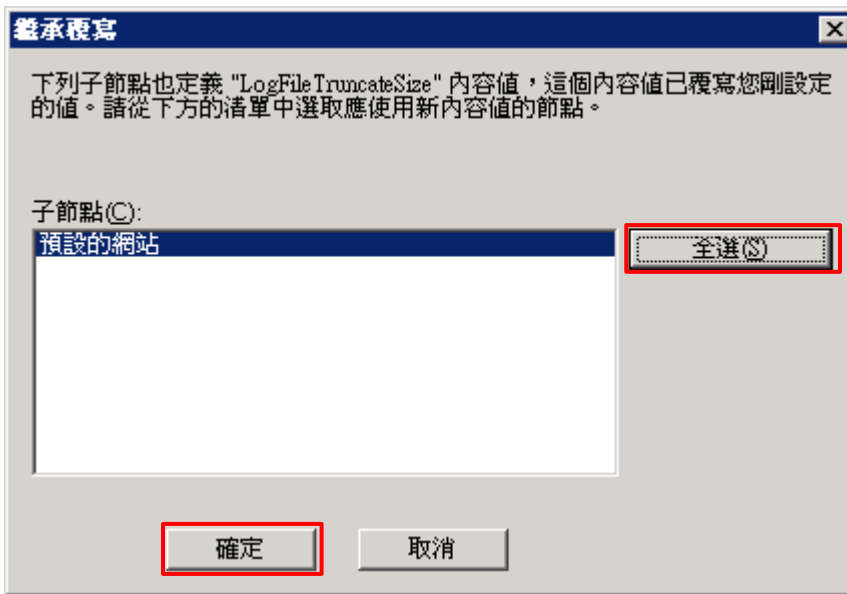 繼承覆寫
下列子節點也定義 "LogFileTruncateSize" 內容值，這個內容值已覆寫您剛設定
的值。請從下方的清單中選取應使用新內容值的節點。
子節點(C):
預設的網站
全選(S)
確定
取消